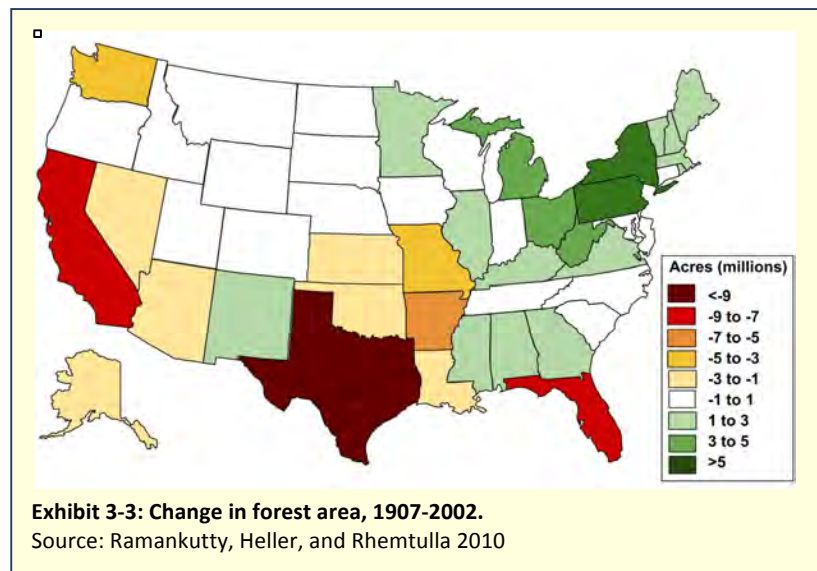 Acres (millions)
<-9
-9 to -7
-7 to -5
-5 to -3
-3 to -1
-1 to 1
1 to 3
3 to 5
>5
Exhibit 3-3: Change in forest area, 1907-2002.
Source: Ramankutty, Heller, and Rhemtulla 2010